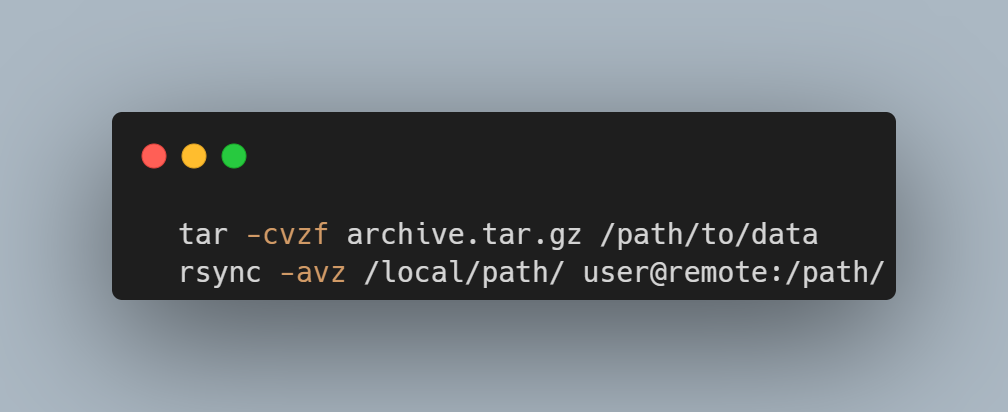 tar -cvzf archive.tar.gz /path/to/data
rsync -avz /local/path/ user@remote:/path/